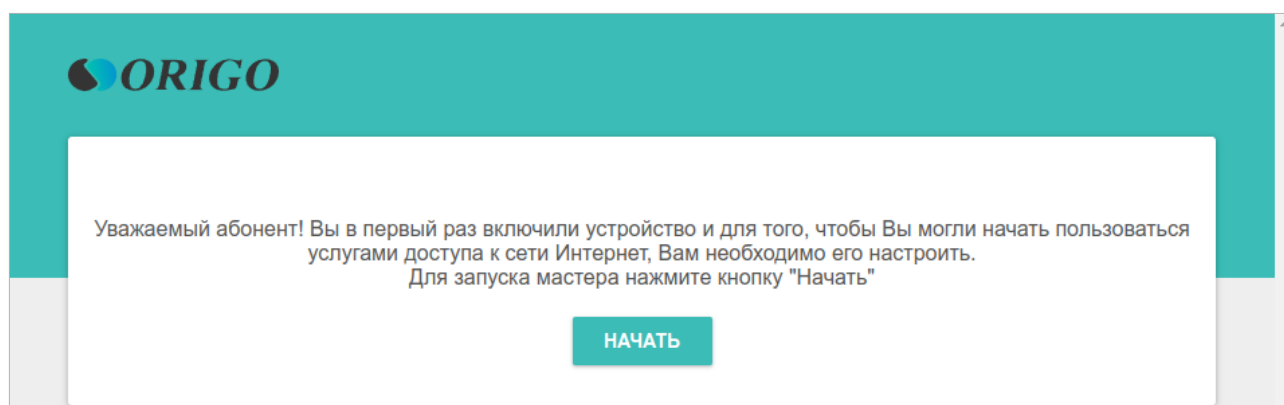 ORIGO
Уважаемый абонент! Вы в первый раз включили устройство и для того, чтобы Вы могли начать пользоваться
услугами доступа к сети Интернет, Вам необходимо его настроить.
Для запуска мастера нажмите кнопку "Начать"
НАЧАТЬ